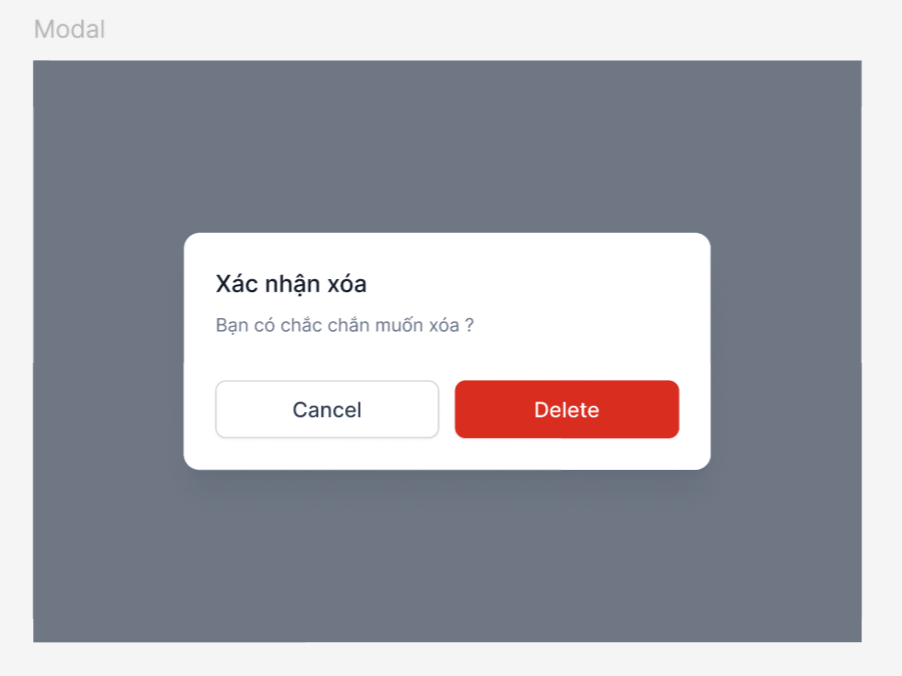 Modal
Xác nhận xóa
Bạn có chắc chắn muốn xóa ?
Cancel
Delete